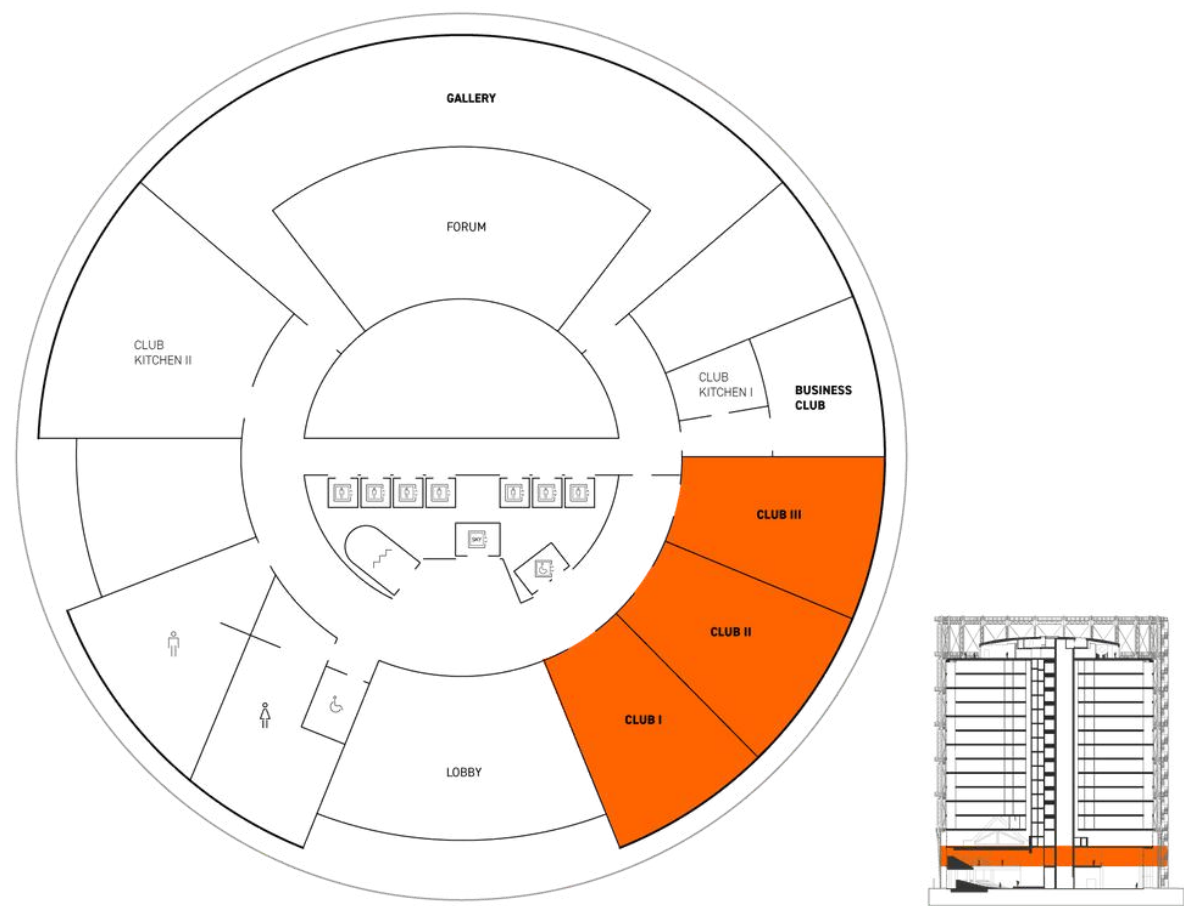 GALLERY
FORUM
CLUB
KITCHEN II
CLUB
KITCHEN I
BUSINESS
CLUB
CLUB III
SKY
CLUB II
CLUB I
LOBBY